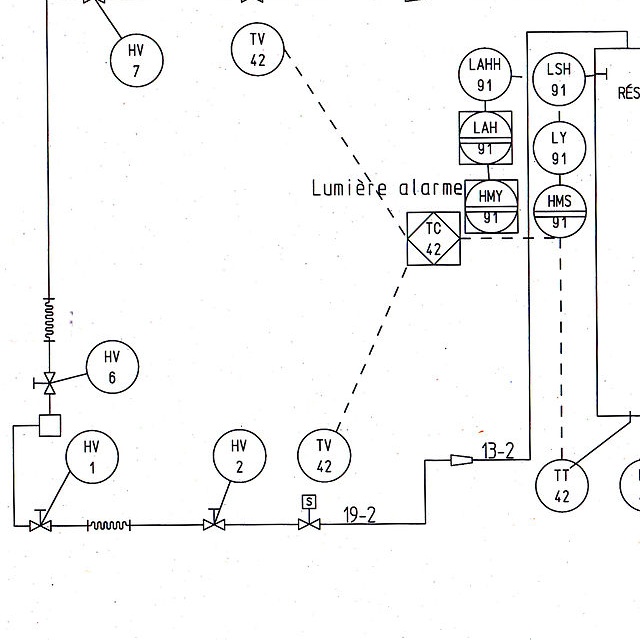 HV
7
TV
42
LAHH
91
LSH
91
RÉS
LAH
91
LY
91
Lumière alarme
HMY
91
HMS
91
TC
42
HV
6
HV
1
HV
2
TV
42
S
19-2
13-2
TT
42